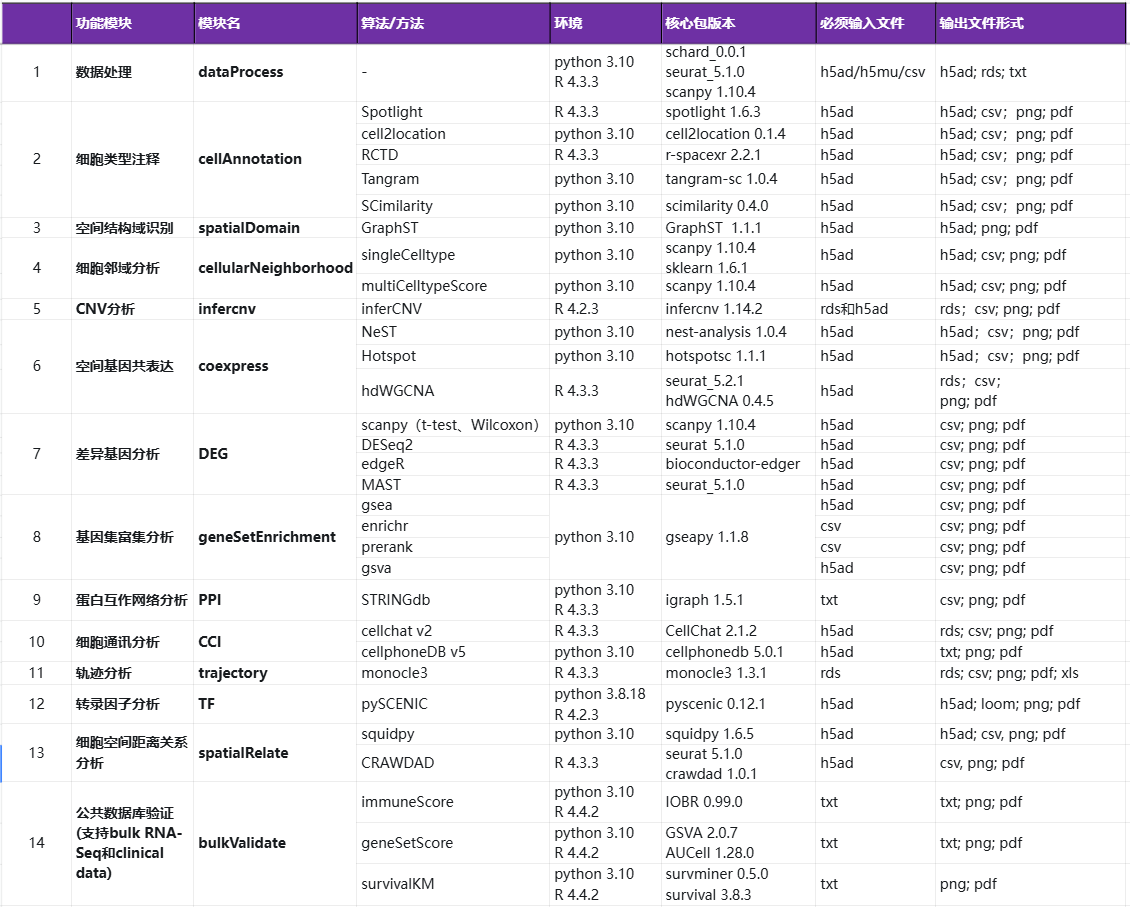 功能模块 模块名 算法/方法 环境 核心包版本 必须输入文件 输出文件形式
1 数据处理 dataProcess - python 3.10 R 4.3.3 schard_0.0.1 seurat_5.1.0 scanpy 1.10.4 h5ad/h5mu/csv h5ad; rds; txt
2 细胞类型注释 cellAnnotation
Spotlight R 4.3.3 spotlight 1.6.3 h5ad h5ad; csv；png; pdf
cell2location python 3.10 cell2location 0.1.4 h5ad h5ad; csv；png; pdf
RCTD R 4.3.3 r-spacexr 2.2.1 h5ad h5ad; csv；png; pdf
Tangram python 3.10 tangram-sc 1.0.4 h5ad h5ad; csv；png; pdf
SCimilarity python 3.10 scimilarity 0.4.0 h5ad h5ad; csv；png; pdf
3 空间结构域识别 spatialDomain GraphST python 3.10 GraphST 1.1.1 h5ad h5ad; png; pdf
4 细胞邻域分析 cellularNeighborhood
singleCelltype python 3.10 scanpy 1.10.4 sklearn 1.6.1 h5ad h5ad; csv; png; pdf
multiCelltypeScore python 3.10 scanpy 1.10.4 h5ad h5ad; csv; png; pdf
5 CNV分析 infercnv inferCNV R 4.2.3 infercnv 1.14.2 rds和h5ad rds；csv; png; pdf
6 空间基因共表达 coexpress
NeST python 3.10 nest-analysis 1.0.4 h5ad h5ad；csv；png; pdf
Hotspot python 3.10 hotspotsc 1.1.1 h5ad h5ad；csv；png; pdf
hdWGCNA R 4.3.3 seurat_5.2.1 hdWGCNA 0.4.5 h5ad rds；csv； png; pdf
7 差异基因分析 DEG
scanpy（t-test、Wilcoxon） python 3.10 scanpy 1.10.4 h5ad csv; png; pdf
DESeq2 R 4.3.3 seurat_5.1.0 h5ad csv; png; pdf
edgeR R 4.3.3 bioconductor-edger h5ad csv; png; pdf
MAST R 4.3.3 seurat_5.1.0 h5ad csv; png; pdf
8 基因集富集分析 geneSetEnrichment python 3.10 gseapy 1.1.8
gsea h5ad csv; png; pdf
enrichr csv csv; png; pdf
prerank csv csv; png; pdf
gsva h5ad csv; png; pdf
9 蛋白互作网络分析 PPI STRINGdb python 3.10 R 4.3.3 igraph 1.5.1 txt csv; png; pdf
10 细胞通讯分析 CCI
cellchat v2 R 4.3.3 CellChat 2.1.2 h5ad rds; csv; png; pdf
cellphoneDB v5 python 3.10 cellphonedb 5.0.1 h5ad txt; png; pdf
11 轨迹分析 trajectory monocle3 R 4.3.3 monocle3 1.3.1 rds rds; csv; png; pdf; xls
12 转录因子分析 TF pySCENIC python 3.8.18 R 4.2.3 pyscenic 0.12.1 h5ad h5ad; loom; png; pdf
13 细胞空间距离关系分析 spatialRelate
squidpy python 3.10 squidpy 1.6.5 h5ad h5ad; csv, png; pdf
CRAWDAD R 4.3.3 seurat 5.1.0 crawdad 1.0.1 h5ad csv, png; pdf
14 公共数据库验证 (支持bulk RNA-Seq和clinical data) bulkValidate
immuneScore python 3.10 R 4.4.2 IOBR 0.99.0 txt txt; png; pdf
geneSetScore python 3.10 R 4.4.2 GSVA 2.0.7 AUCell 1.28.0 txt txt; png; pdf
survivalKM python 3.10 R 4.4.2 survminer 0.5.0 survival 3.8.3 txt png; pdf